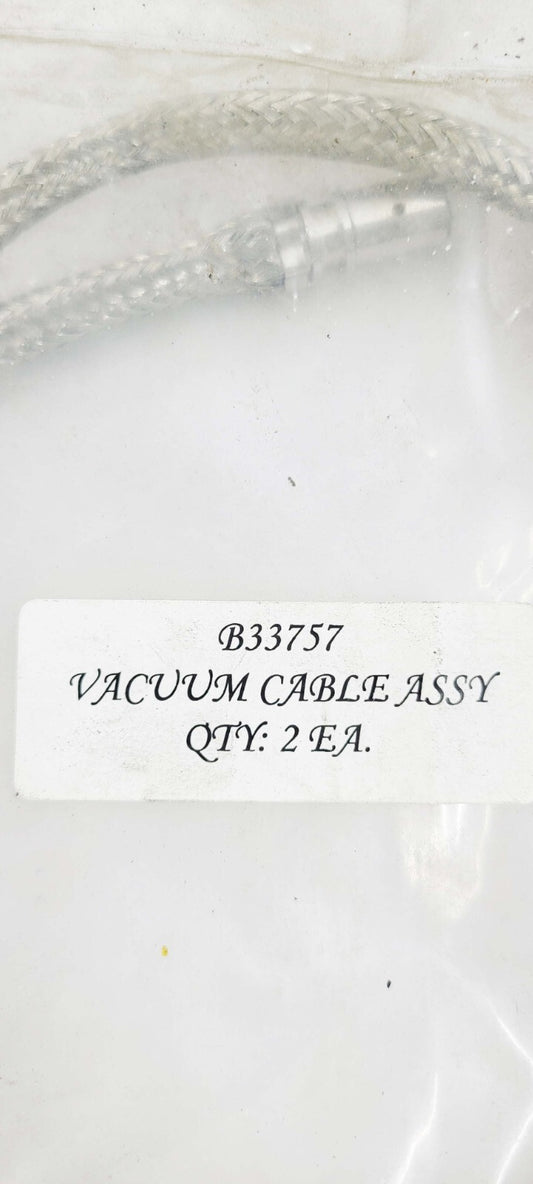 B33757
VACUUM CABLE ASSY
QTY: 2 EA.